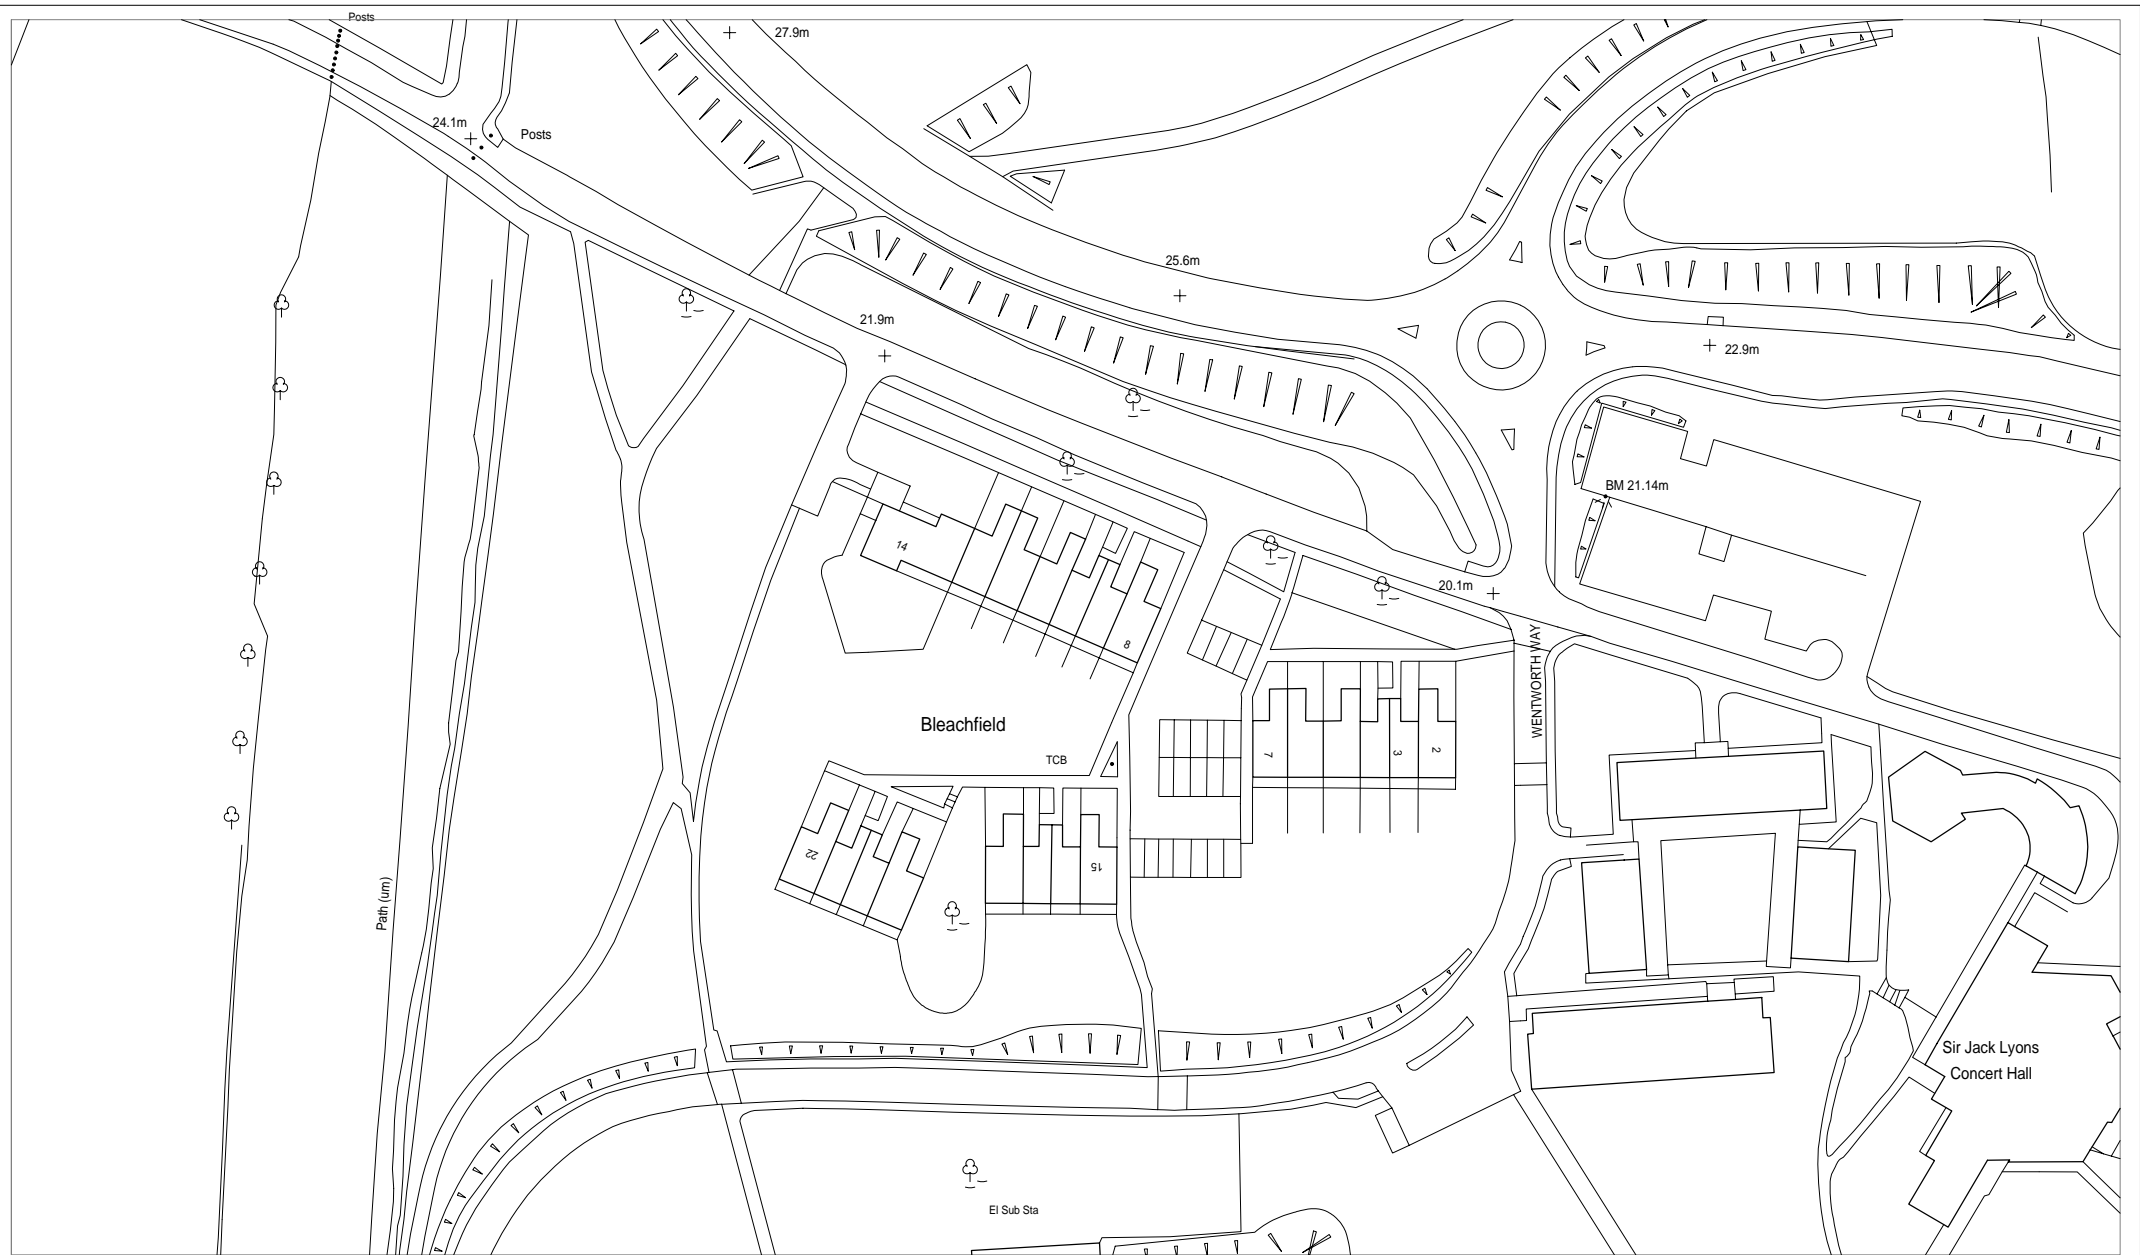 Posts
27.9m
24.1m
Posts
25.6m
21.9m
22.9m
BM 21.14m
14
20.1m
8
WENTWORTH WAY
Bleachfield
7
3
2
TCB
22
15
Path (um)
Sir Jack Lyons
Concert Hall
El Sub Sta